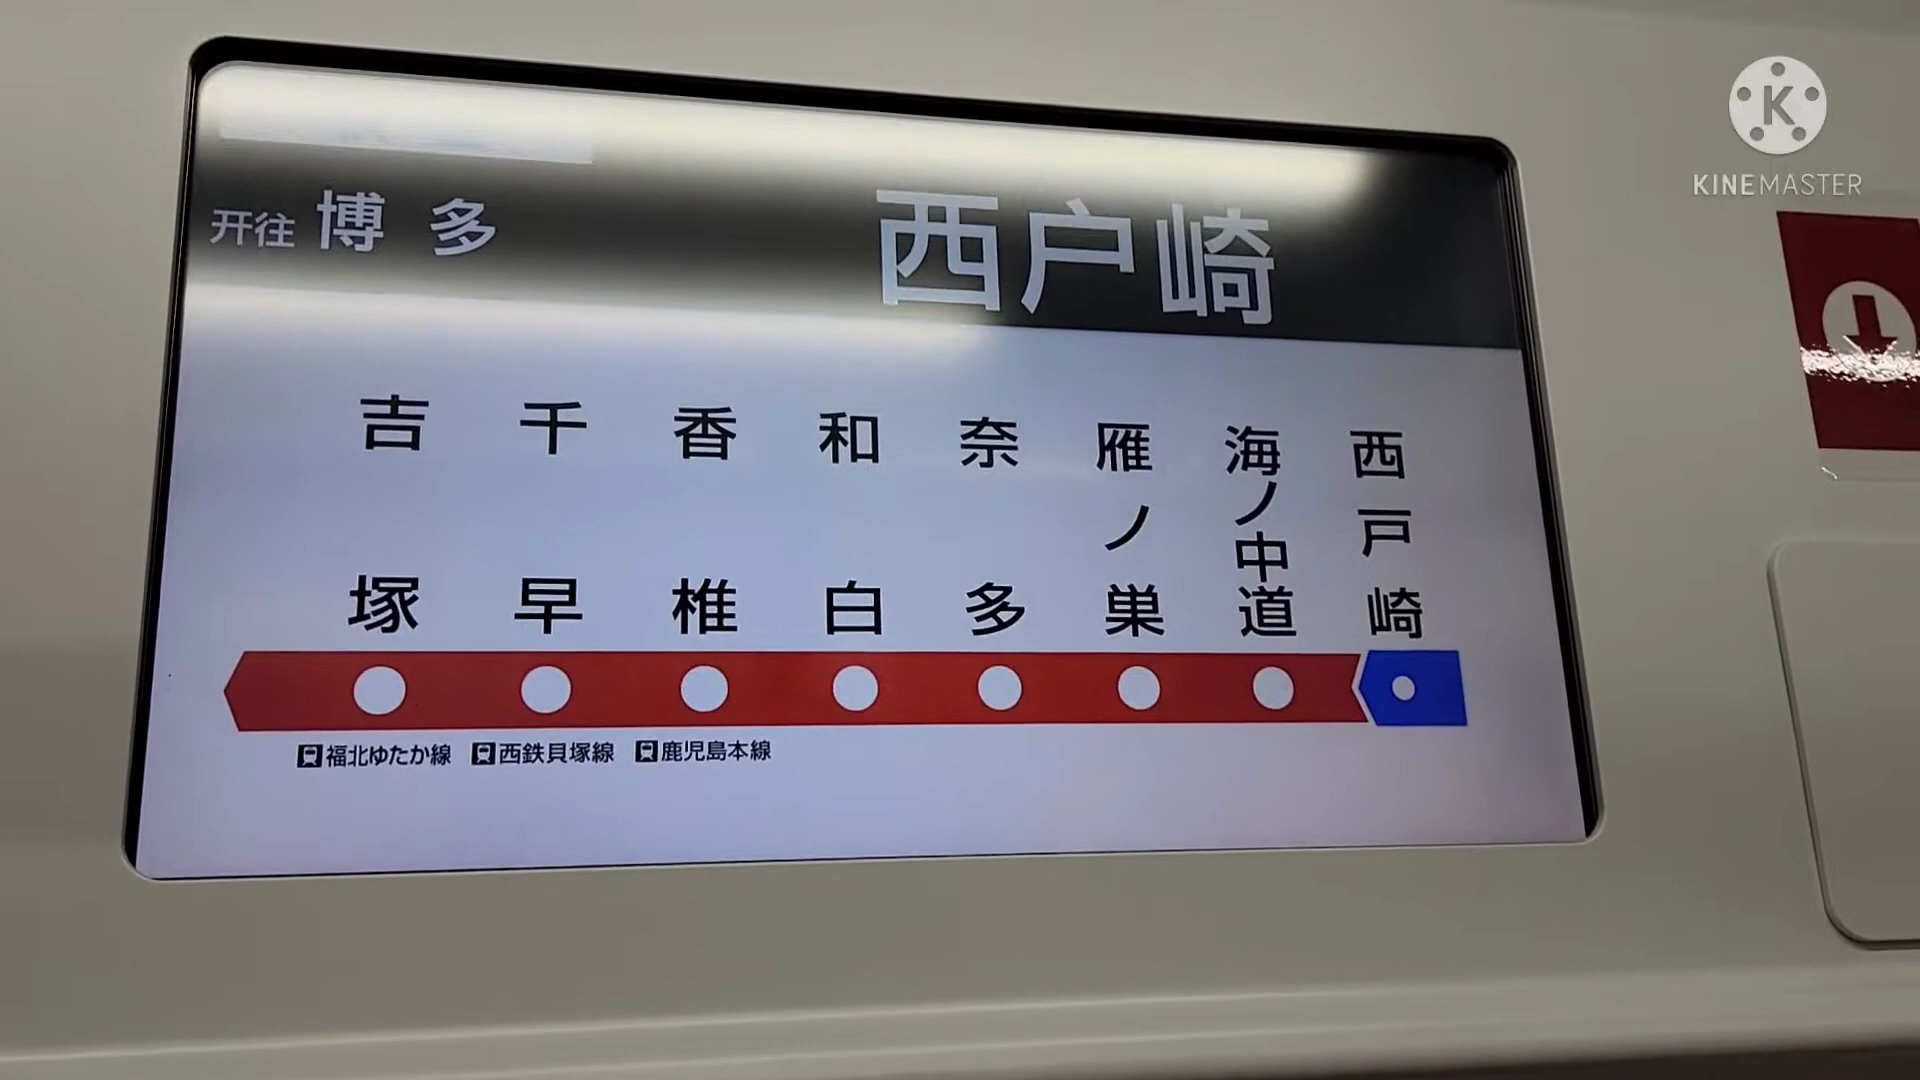 开往 博多
西户崎
吉塚
千早
香椎
和白
奈多
雁ノ巣
海ノ中道
西戸崎
福北ゆたか線
西鉄貝塚線
鹿児島本線
K
KINEMASTER